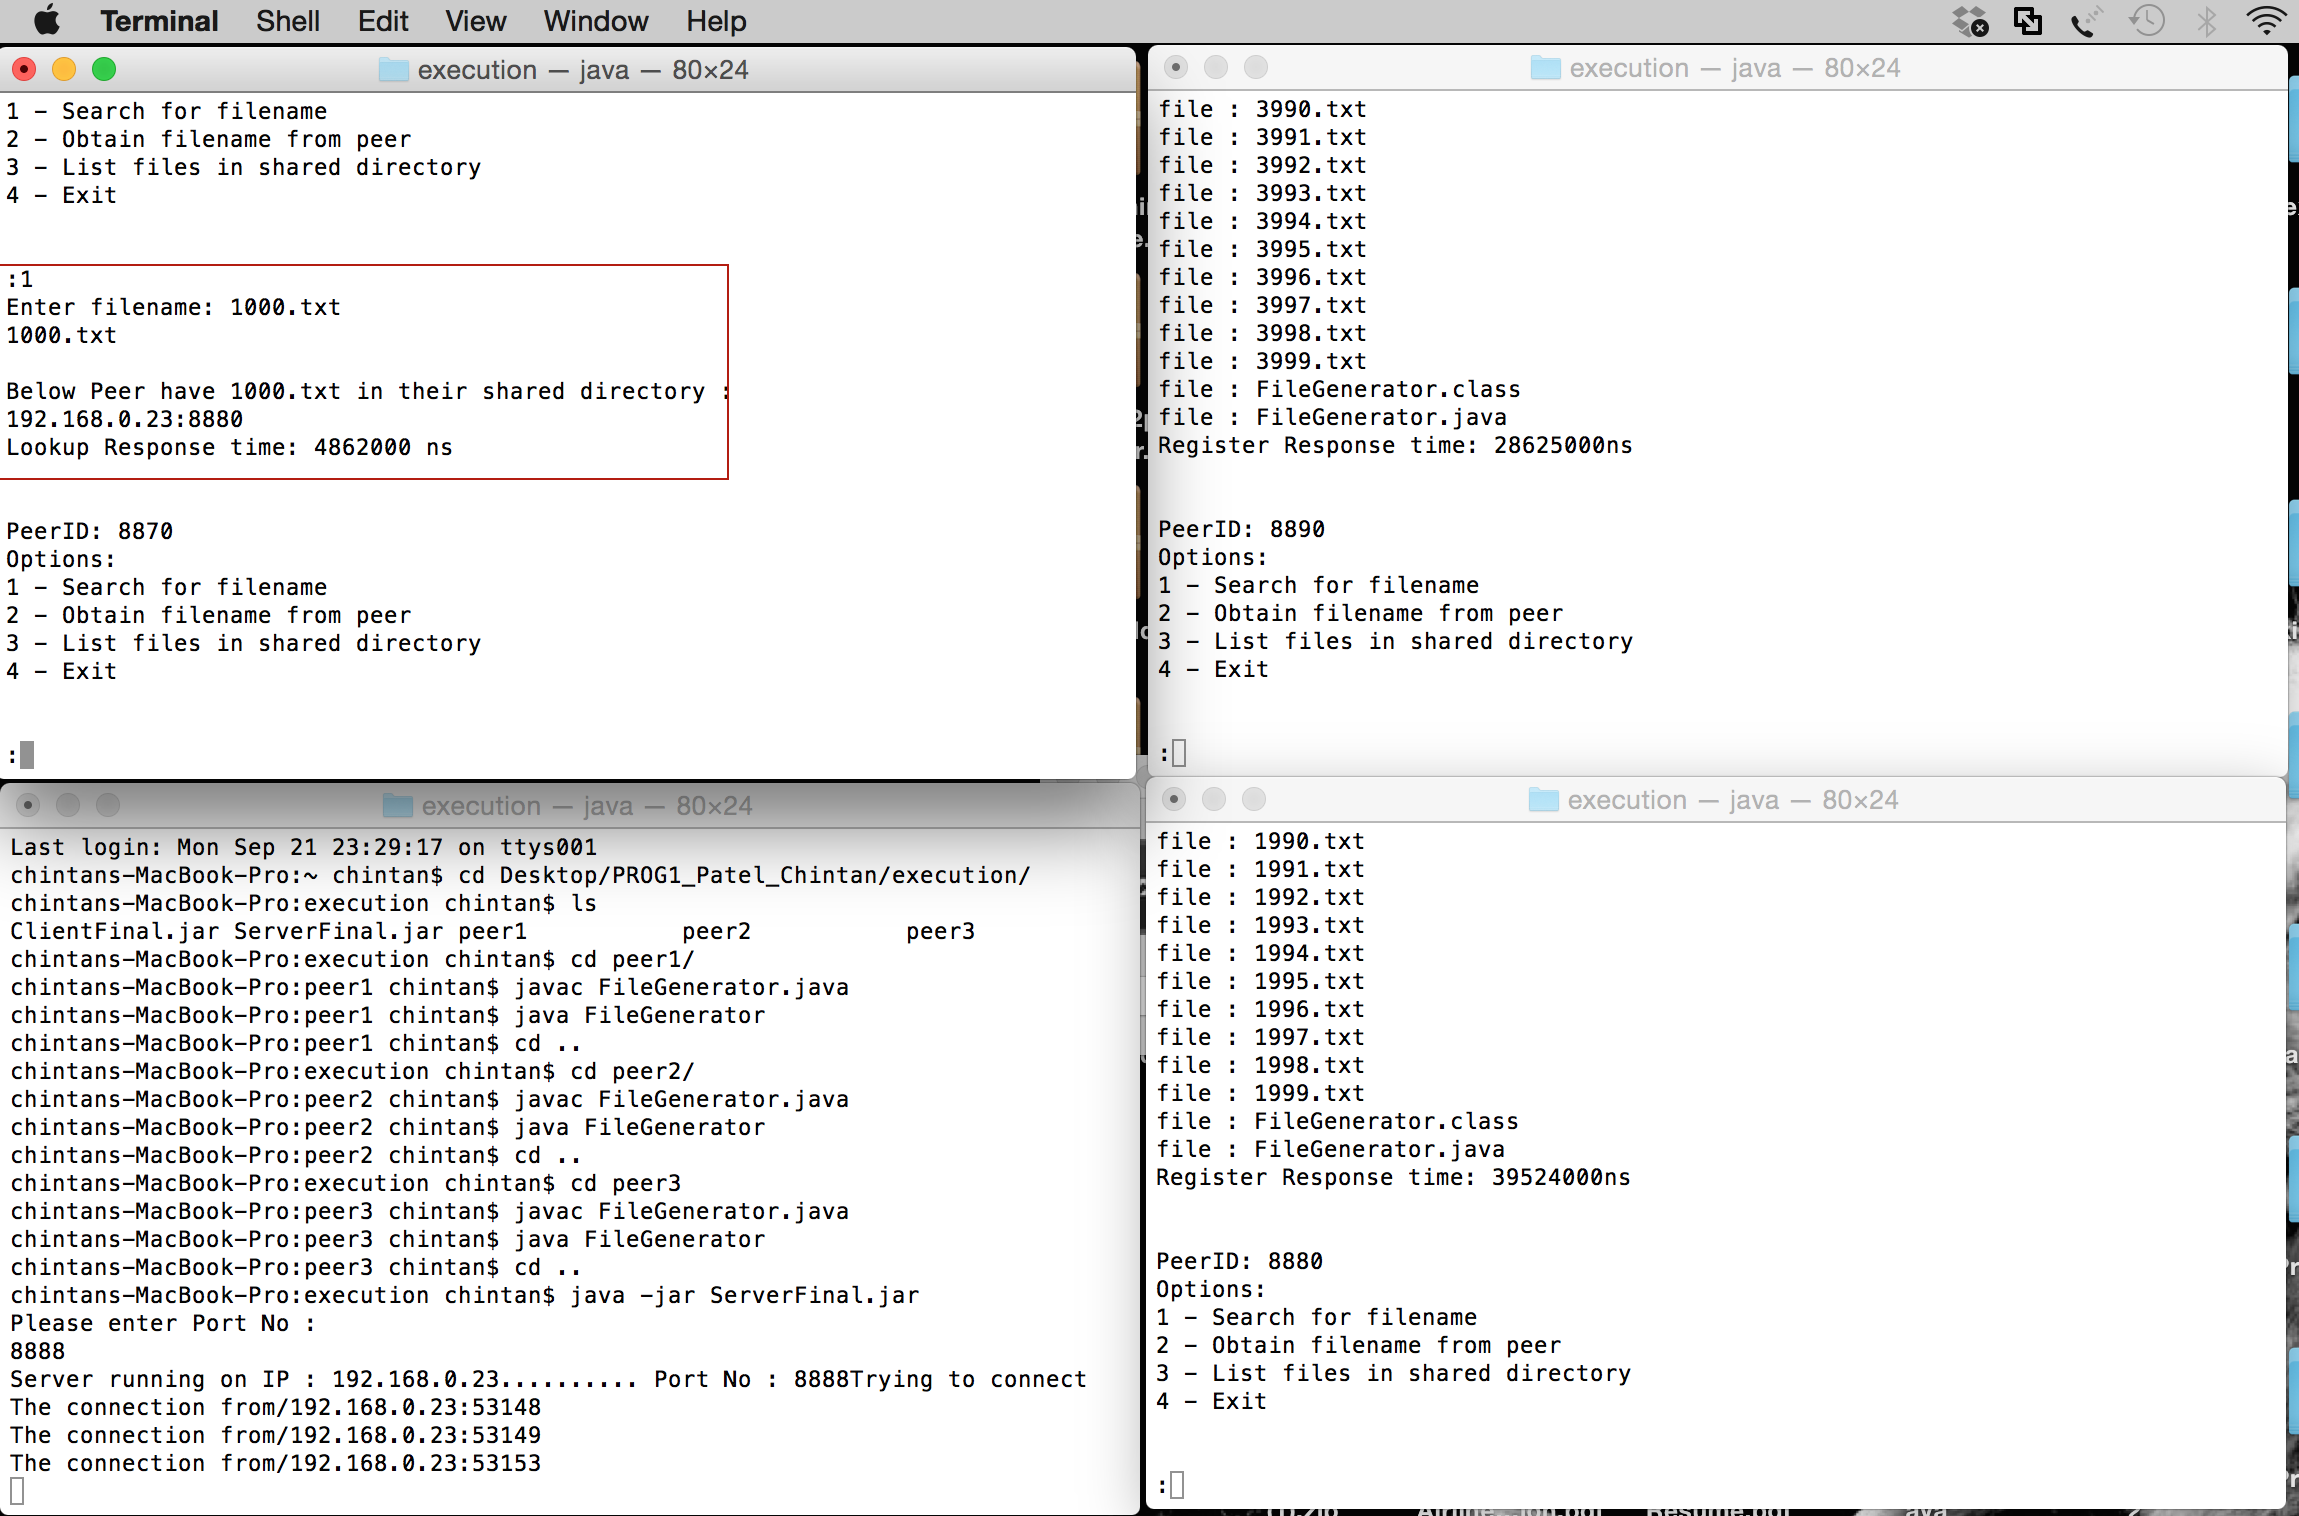 Terminal Shell Edit View Window Help
execution — java — 80×24
1 – Search for filename
2 – Obtain filename from peer
3 – List files in shared directory
4 – Exit
:1
Enter filename: 1000.txt
1000.txt
Below Peer have 1000.txt in their shared directory :
192.168.0.23:8880
Lookup Response time: 4862000 ns
PeerID: 8870
Options:
1 – Search for filename
2 – Obtain filename from peer
3 – List files in shared directory
4 – Exit
:
execution — java — 80×24
file : 3990.txt
file : 3991.txt
file : 3992.txt
file : 3993.txt
file : 3994.txt
file : 3995.txt
file : 3996.txt
file : 3997.txt
file : 3998.txt
file : 3999.txt
file : FileGenerator.class
file : FileGenerator.java
Register Response time: 28625000ns
PeerID: 8890
Options:
1 – Search for filename
2 – Obtain filename from peer
3 – List files in shared directory
4 – Exit
:
execution — java — 80×24
Last login: Mon Sep 21 23:29:17 on ttys001
chintans-MacBook-Pro:~ chintan$ cd Desktop/PROG1_Patel_Chintan/execution/
chintans-MacBook-Pro:execution chintan$ ls
ClientFinal.jar ServerFinal.jar peer1 peer2 peer3
chintans-MacBook-Pro:execution chintan$ cd peer1/
chintans-MacBook-Pro:peer1 chintan$ javac FileGenerator.java
chintans-MacBook-Pro:peer1 chintan$ java FileGenerator
chintans-MacBook-Pro:peer1 chintan$ cd ..
chintans-MacBook-Pro:execution chintan$ cd peer2/
chintans-MacBook-Pro:peer2 chintan$ javac FileGenerator.java
chintans-MacBook-Pro:peer2 chintan$ java FileGenerator
chintans-MacBook-Pro:peer2 chintan$ cd ..
chintans-MacBook-Pro:execution chintan$ cd peer3
chintans-MacBook-Pro:peer3 chintan$ javac FileGenerator.java
chintans-MacBook-Pro:peer3 chintan$ java FileGenerator
chintans-MacBook-Pro:peer3 chintan$ cd ..
chintans-MacBook-Pro:execution chintan$ java -jar ServerFinal.jar
Please enter Port No :
8888
Server running on IP : 192.168.0.23.......... Port No : 8888Trying to connect
The connection from/192.168.0.23:53148
The connection from/192.168.0.23:53149
The connection from/192.168.0.23:53153
execution — java — 80×24
file : 1990.txt
file : 1991.txt
file : 1992.txt
file : 1993.txt
file : 1994.txt
file : 1995.txt
file : 1996.txt
file : 1997.txt
file : 1998.txt
file : 1999.txt
file : FileGenerator.class
file : FileGenerator.java
Register Response time: 39524000ns
PeerID: 8880
Options:
1 – Search for filename
2 – Obtain filename from peer
3 – List files in shared directory
4 – Exit
: